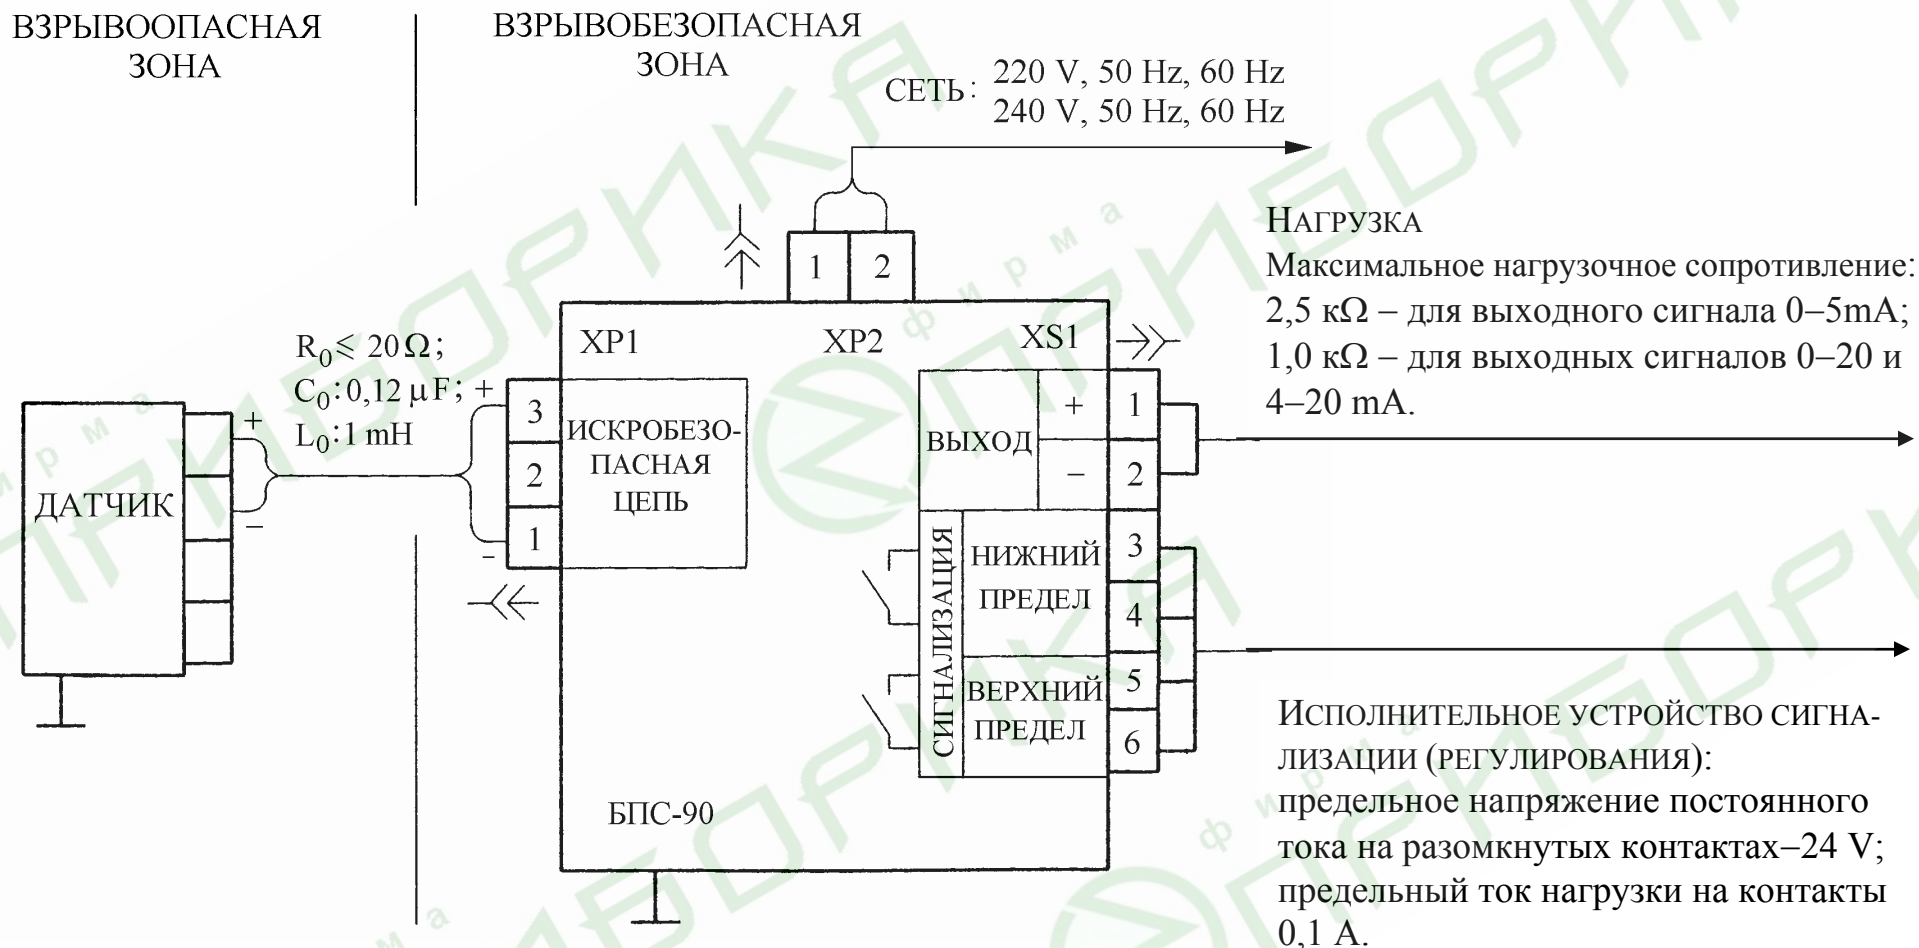 ВЗРЫВООПАСНАЯ
ЗОНА
ВЗРЫВОБЕЗОПАСНАЯ
ЗОНА
СЕТЬ: 220 V, 50 Hz, 60 Hz
240 V, 50 Hz, 60 Hz
1 2
НАГРУЗКА
Максимальное нагрузочное сопротивление:
2,5 кΩ – для выходного сигнала 0–5mA;
1,0 кΩ – для выходных сигналов 0–20 и
4–20 mA.
R0 ⩽ 20 Ω;
C0:0,12 μF;
L0:1 mH
ДАТЧИК
+
–
+
–
XP1
XP2
XS1
3
2
1
ИСКРОБЕЗО-
ПАСНАЯ
ЦЕПЬ
ВЫХОД
+
–
1
2
СИГНАЛИЗАЦИЯ
НИЖНИЙ
ПРЕДЕЛ
3
4
ВЕРХНИЙ
ПРЕДЕЛ
5
6
БПС-90
ИСПОЛНИТЕЛЬНОЕ УСТРОЙСТВО СИГНА-
ЛИЗАЦИИ (РЕГУЛИРОВАНИЯ):
предельное напряжение постоянного
тока на разомкнутых контактах–24 V;
предельный ток нагрузки на контакты
0,1 А.
фирма
ПРИБОРИКА